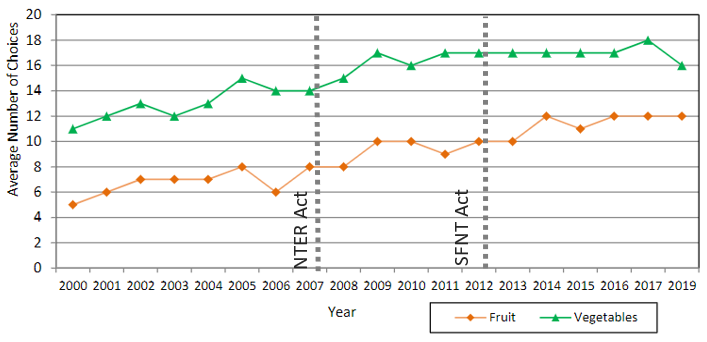 20
18
16
14
12
10
8
6
4
2
0
Average Number of Choices
NTER Act
SFNT Act
2000 2001 2002 2003 2004 2005 2006 2007 2008 2009 2010 2011 2012 2013 2014 2015 2016 2017 2019
Year
Fruit Vegetables